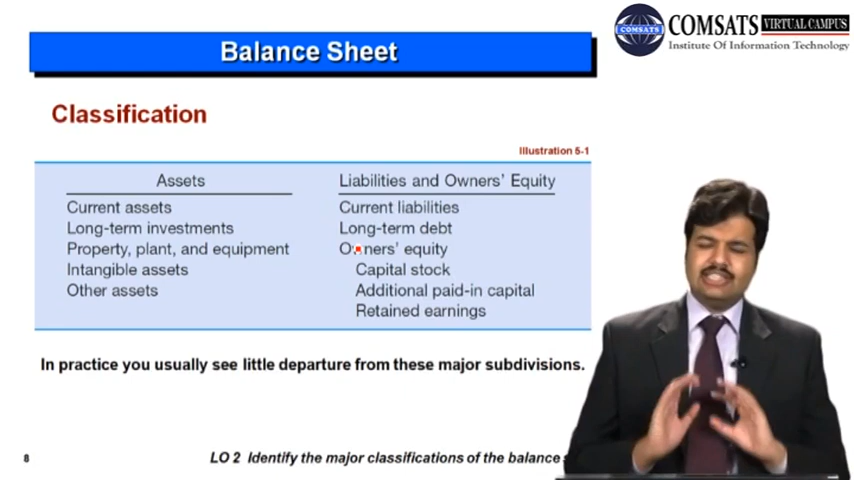 Balance Sheet
COMSATS
COMSATS VIRTUAL CAMPUS
Institute Of Information Technology
Classification
Illustration 5-1
Assets
Current assets
Long-term investments
Property, plant, and equipment
Intangible assets
Other assets
Liabilities and Owners' Equity
Current liabilities
Long-term debt
Owners' equity
Capital stock
Additional paid-in capital
Retained earnings
In practice you usually see little departure from these major subdivisions.
8
LO 2 Identify the major classifications of the balance